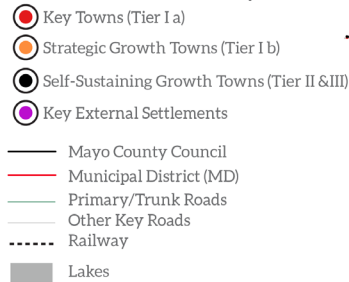 Key Towns (Tier I a)
Strategic Growth Towns (Tier I b)
Self-Sustaining Growth Towns (Tier II &III)
Key External Settlements
Mayo County Council
Municipal District (MD)
Primary/Trunk Roads
Other Key Roads
Railway
Lakes